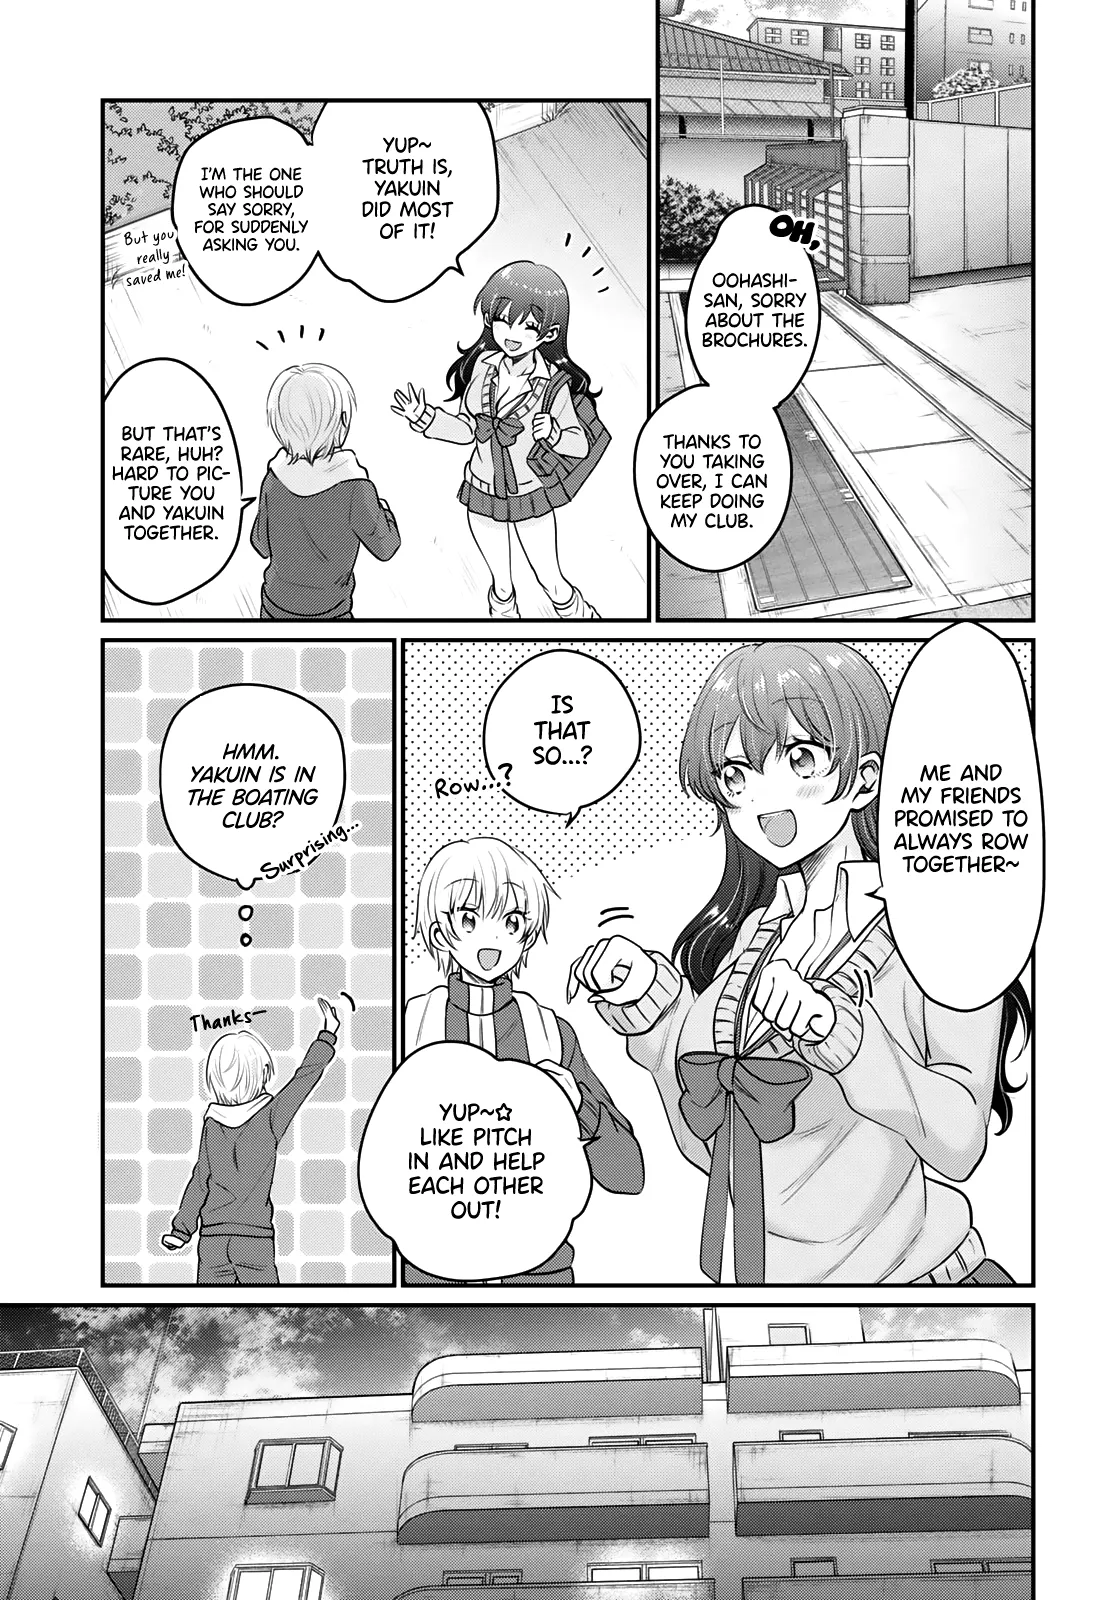 OH,
OOHASHI-
SAN, SORRY
ABOUT THE
BROCHURES.
THANKS TO
YOU TAKING
OVER, I CAN
KEEP DOING
MY CLUB.
YUP~
TRUTH IS,
YAKUIN
DID MOST
OF IT!
I'M THE ONE
WHO SHOULD
SAY SORRY,
FOR SUDDENLY
ASKING YOU.
But you
really
saved me!
BUT THAT'S
RARE, HUH?
HARD TO PIC-
TURE YOU
AND YAKUIN
TOGETHER.
ME AND
MY FRIENDS
PROMISED TO
ALWAYS ROW
TOGETHER~
IS
THAT
SO...?
Row...?
YUP~☆
LIKE PITCH
IN AND HELP
EACH OTHER
OUT!
HMM.
YAKUIN IS IN
THE BOATING
CLUB?
Surprising...
Thanks—